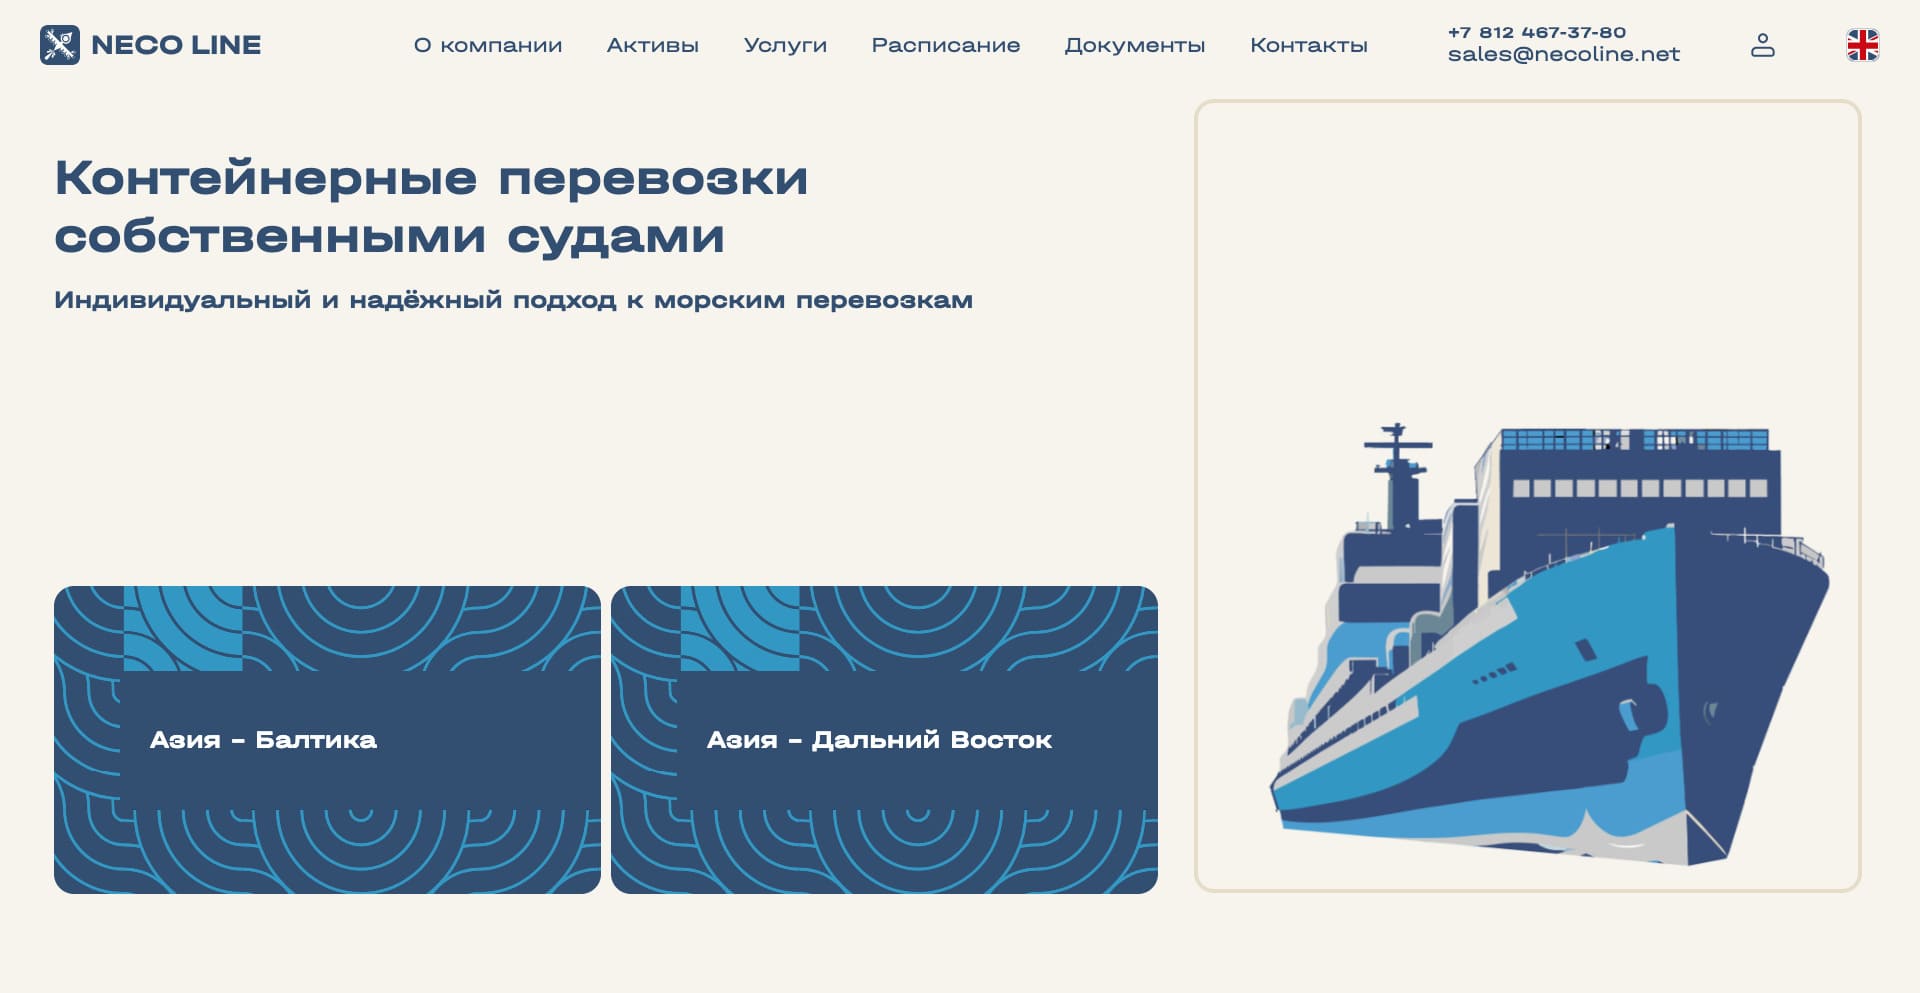 NECO LINE
О компании
Активы
Услуги
Расписание
Документы
Контакты
+7 812 467-37-80
sales@necoline.net
Контейнерные перевозки
собственными судами
Индивидуальный и надёжный подход к морским перевозкам
Азия – Балтика
Азия – Дальний Восток